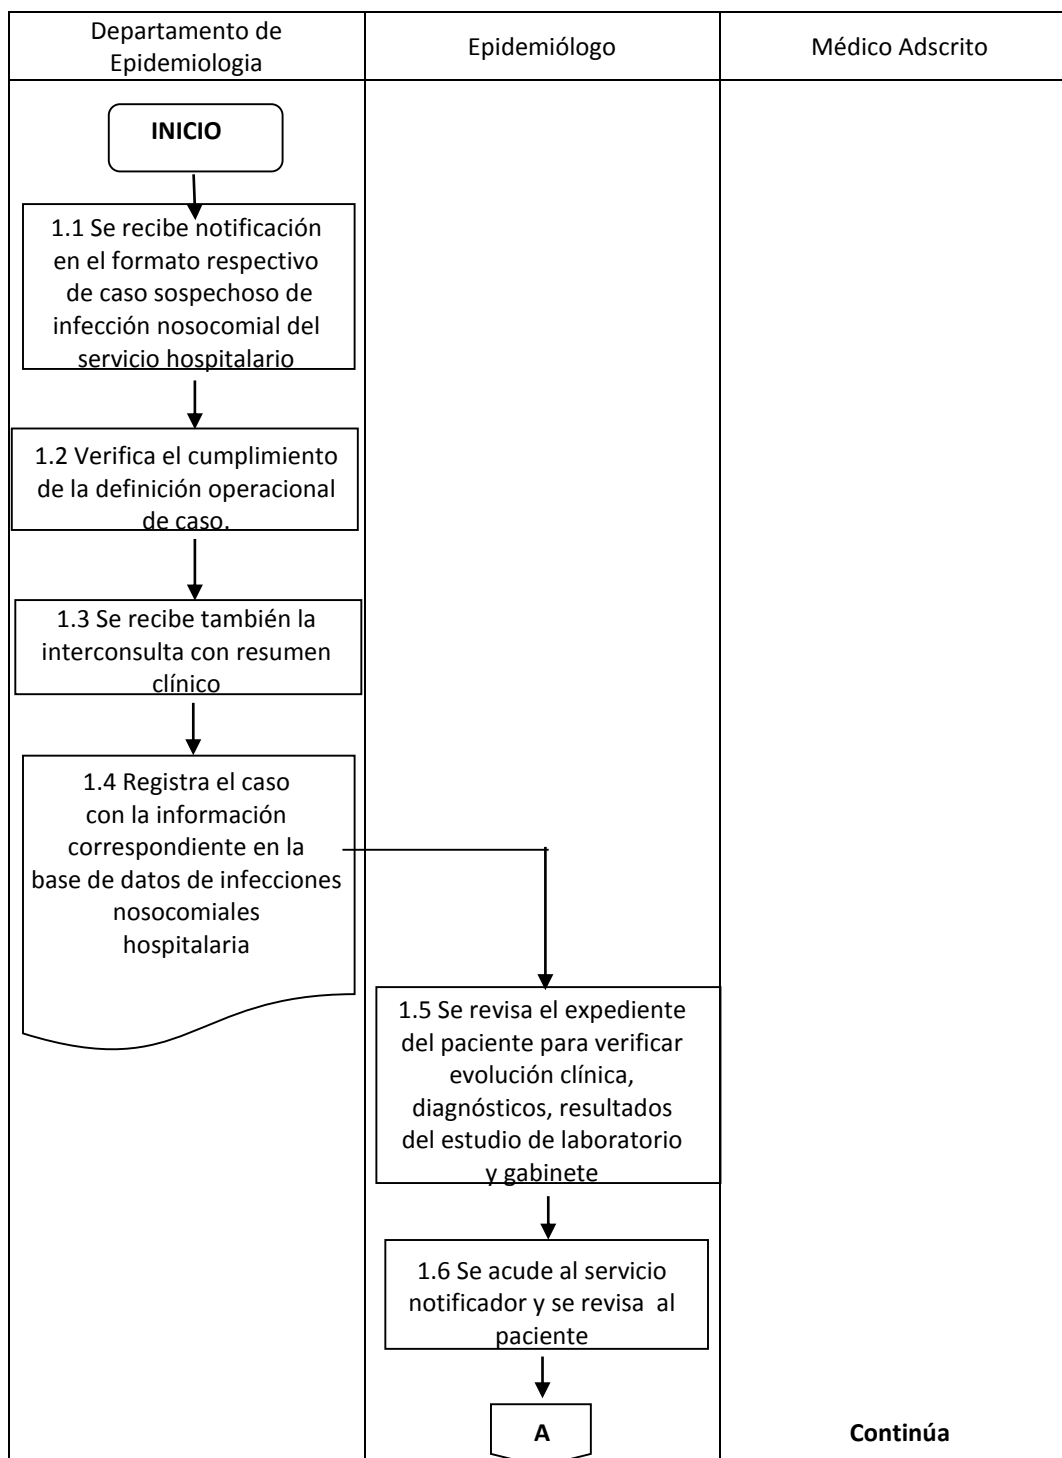 Departamento de
Epidemiologia
Epidemiólogo
Médico Adscrito
INICIO
1.1 Se recibe notificación
en el formato respectivo
de caso sospechoso de
infección nosocomial del
servicio hospitalario
1.2 Verifica el cumplimiento
de la definición operacional
de caso.
1.3 Se recibe también la
interconsulta con resumen
clínico
1.4 Registra el caso
con la información
correspondiente en la
base de datos de infecciones
nosocomiales
hospitalaria
1.5 Se revisa el expediente
del paciente para verificar
evolución clínica,
diagnósticos, resultados
del estudio de laboratorio
y gabinete
1.6 Se acude al servicio
notificador y se revisa al
paciente
A
Continúa